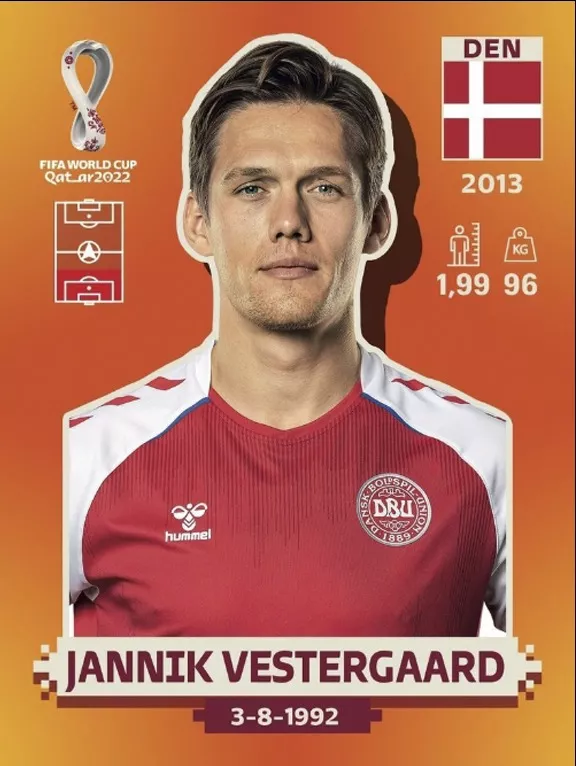 FIFA WORLD CUP
Qatar2022
DEN
2013
KG
1,99 96
hummel
DANSK BOLDSPIL-UNION
DBU
1889
JANNIK VESTERGAARD
3-8-1992